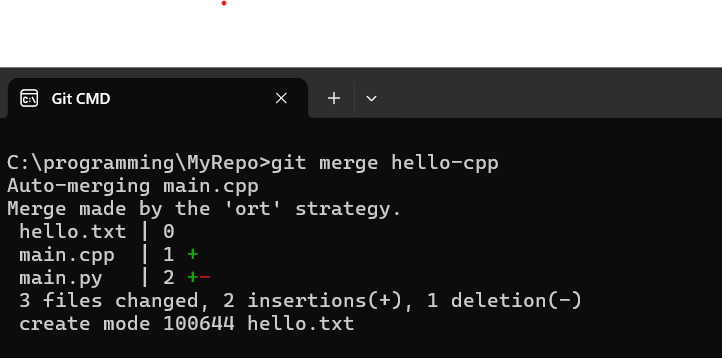 Git CMD
C:\programming\MyRepo>git merge hello-cpp
Auto-merging main.cpp
Merge made by the 'ort' strategy.
 hello.txt | 0
 main.cpp  | 1 +
 main.py   | 2 +-
 3 files changed, 2 insertions(+), 1 deletion(-)
 create mode 100644 hello.txt